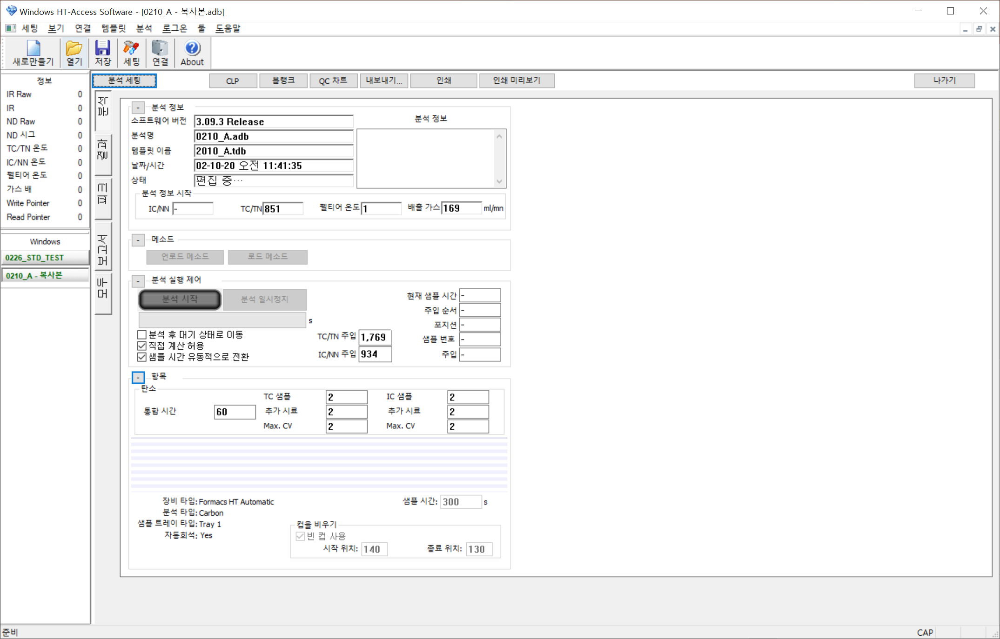 Windows HT-Access Software - [0210_A - 복사본.adb]
세팅 보기 연결 템플릿 분석 로그온 툴 도움말
새로만들기 열기 저장 세팅 연결 About
정보
IR Raw 0
IR 0
ND Raw 0
ND 시그 0
TC/TN 온도 0
IC/NN 온도 0
펠티어 온도 0
가스 배 0
Write Pointer 0
Read Pointer 0
Windows
0226_STD_TEST
0210_A - 복사본
분석 세팅 CLP 블랭크 QC 차트 내보내기... 인쇄 인쇄 미리보기 나가기
분석
결과
피크
보고서
모두
- 분석 정보
소프트웨어 버전 3.09.3 Release
분석명 0210_A.adb
템플릿 이름 2010_A.tdb
날짜/시간 02-10-20 오전 11:41:35
상태 편집 중...
분석 정보
분석 정보 시작
IC/NN - TC/TN 851 펠티어 온도 1 배출 가스 169 ml/mn
- 메소드
언로드 메소드 로드 메소드
- 분석 실행 제어
분석 시작 분석 일시정지
s
분석 후 대기 상태로 이동
직접 계산 허용
샘플 시간 유동적으로 전환
TC/TN 주입 1,769
IC/NN 주입 934
현재 샘플 시간 -
주입 순서 -
포지션 -
샘플 번호 -
주입 -
- 항목
탄소
통합 시간 60
TC 샘플 2 IC 샘플 2
추가 시료 2 추가 시료 2
Max. CV 2 Max. CV 2
장비 타입: Formacs HT Automatic
분석 타입: Carbon
샘플 트레이 타입: Tray 1
자동희석: Yes
샘플 시간: 300 s
컵을 비우기
빈 컵 사용
시작 위치: 140 종료 위치: 130
준비 CAP